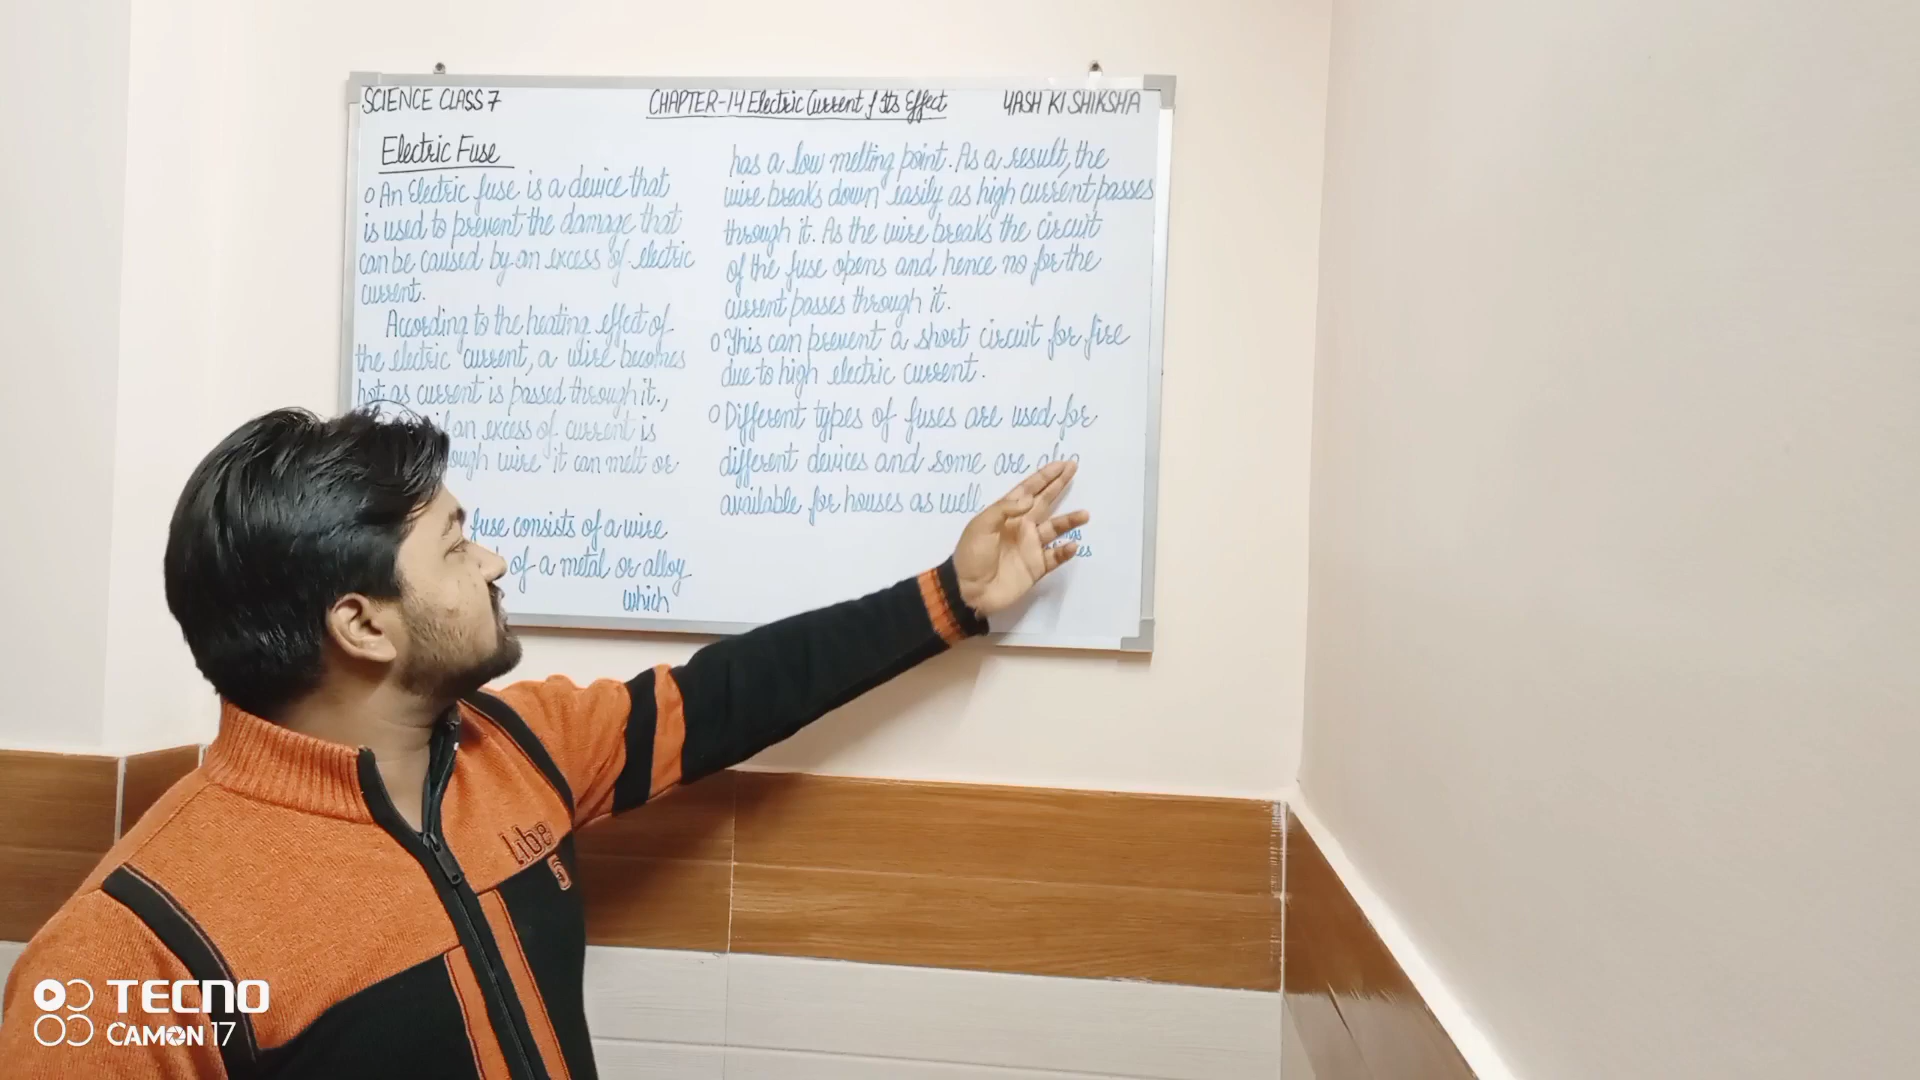 SCIENCE CLASS 7
CHAPTER-14 Electric Current & Its Effect
YASH KI SHIKSHA
Electric Fuse
o An Electric fuse is a device that
is used to prevent the damage that
can be caused by an excess of electric
current.
According to the heating effect of
the electric current, a wire becomes
hot as current is passed through it.,
if an excess of current is
wire it can melt or
fuse consists of a wire
of a metal or alloy
which
has a low melting point. As a result, the
wire breaks down easily as high current passes
through it. As the wire breaks the circuit
of the fuse opens and hence no for the
current passes through it.
o This can prevent a short circuit for fire
due to high electric current.
o Different types of fuses are used for
different devices and some are also
available for houses as well
TECNO
CAMON 17